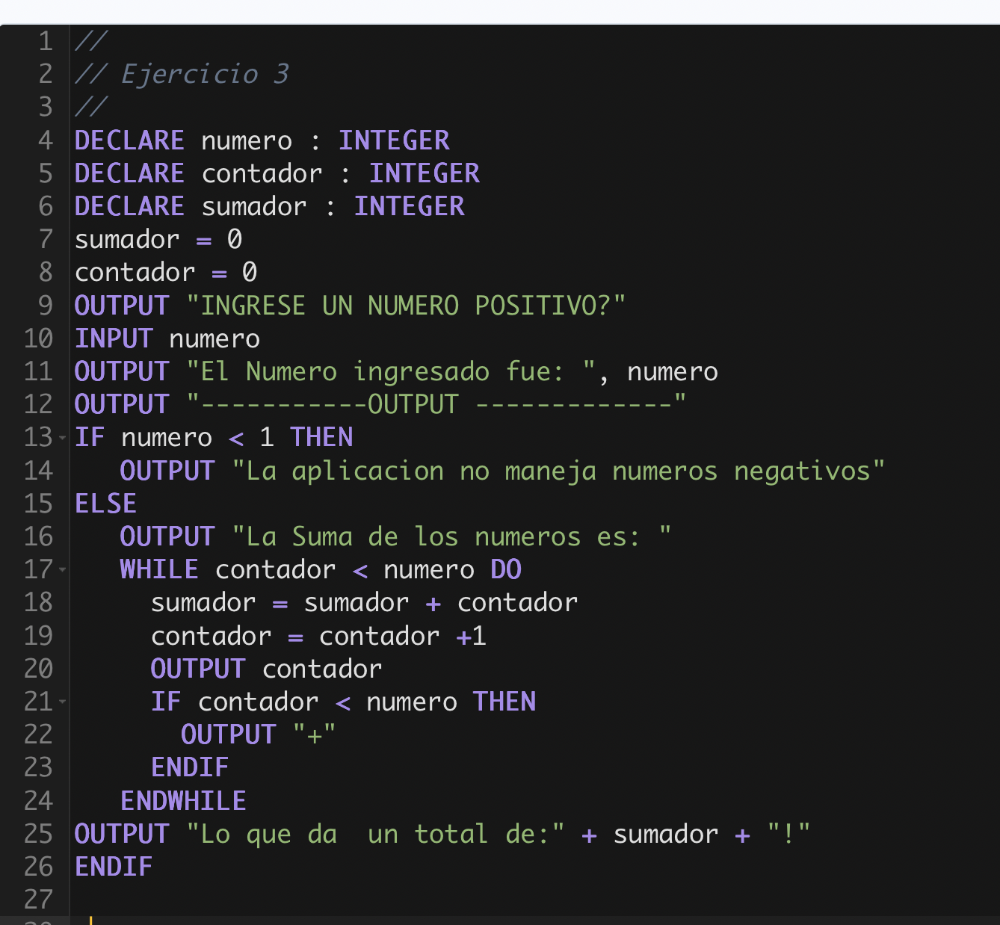 1 //
2 // Ejercicio 3
3 //
4 DECLARE numero : INTEGER
5 DECLARE contador : INTEGER
6 DECLARE sumador : INTEGER
7 sumador = 0
8 contador = 0
9 OUTPUT "INGRESE UN NUMERO POSITIVO?"
10 INPUT numero
11 OUTPUT "El Numero ingresado fue: ", numero
12 OUTPUT "-----------OUTPUT -------------"
13 IF numero < 1 THEN
14    OUTPUT "La aplicacion no maneja numeros negativos"
15 ELSE
16    OUTPUT "La Suma de los numeros es: "
17    WHILE contador < numero DO
18      sumador = sumador + contador
19      contador = contador +1
20      OUTPUT contador
21      IF contador < numero THEN
22        OUTPUT "+"
23      ENDIF
24    ENDWHILE
25 OUTPUT "Lo que da  un total de:" + sumador + "!"
26 ENDIF
27